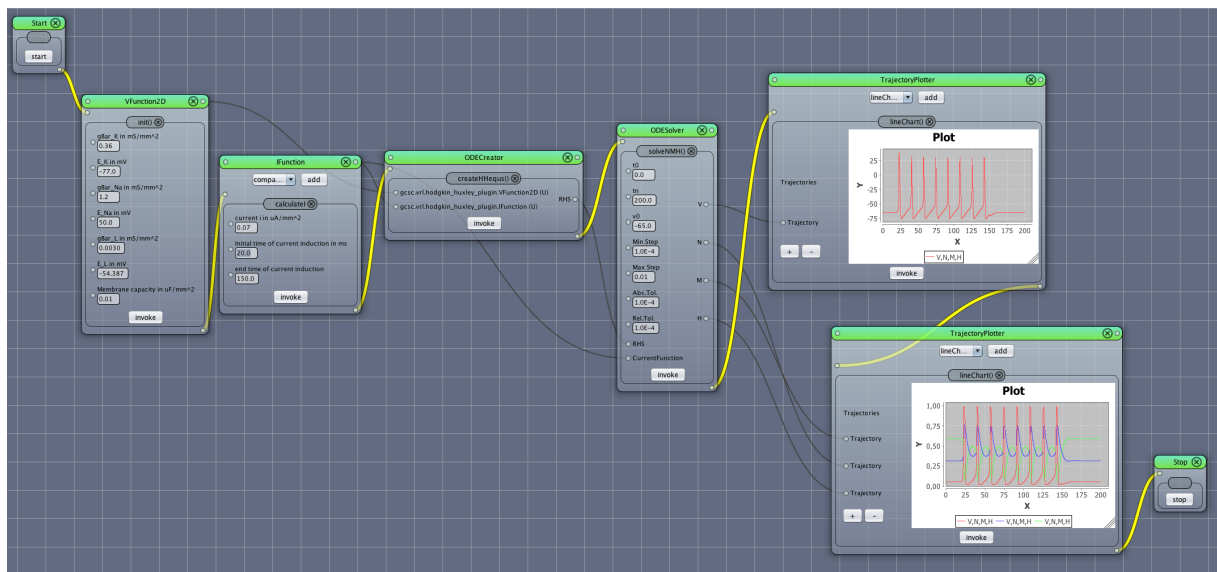 Start
start
VFunction2D
init()
gBar_K in mS/mm^2
0.36
E_K in mV
-77.0
gBar_Na in mS/mm^2
1.2
E_Na in mV
50.0
gBar_L in mS/mm^2
0.0030
E_L in mV
-54.387
Membrane capacity in uF/mm^2
0.01
invoke
IFunction
compa...
add
calculateI
current i in uA/mm^2
0.07
Initial time of current induction in ms
20.0
end time of current induction
150.0
invoke
ODECreator
createHHequs()
gcsc.vrl.hodgkin_huxley_plugin.VFunction2D (U)
gcsc.vrl.hodgkin_huxley_plugin.IFunction (U)
RHS
invoke
ODESolver
solveNMH()
t0
0.0
tn
200.0
V
v0
-65.0
Min Step
1.0E-4
N
Max Step
0.01
M
Abs.Tol.
1.0E-4
Rel.Tol.
1.0E-4
H
RHS
CurrentFunction
invoke
TrajectoryPlotter
lineCh...
add
lineChart()
Plot
Trajectories
Trajectory
+ -
Y
25
0
-25
-50
-75
0 25 50 75 100 125 150 175 200
X
V,N,M,H
invoke
TrajectoryPlotter
lineCh...
add
lineChart()
Plot
Trajectories
Trajectory
Trajectory
Trajectory
+ -
Y
1,00
0,75
0,50
0,25
0,00
0 25 50 75 100 125 150 175 200
X
V,N,M,H V,N,M,H V,N,M,H
invoke
Stop
stop